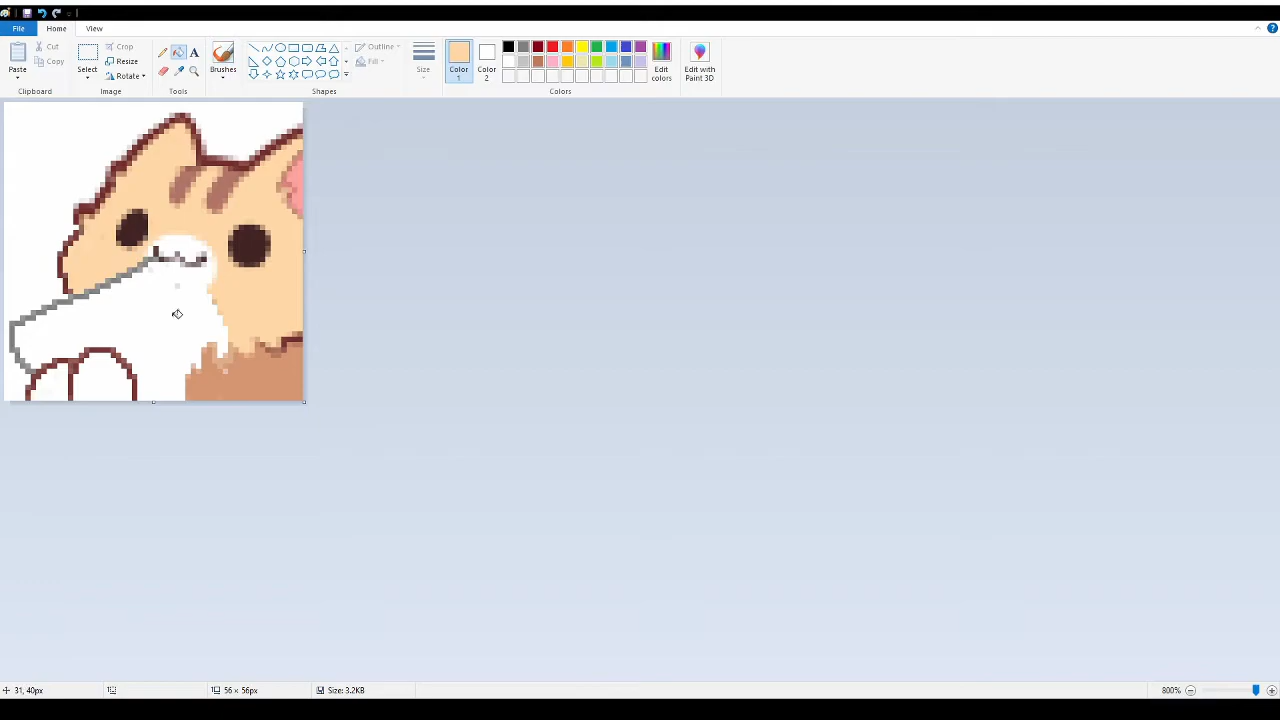 File Home View
Paste
Cut
Copy
Clipboard
Select
Crop
Resize
Rotate
Image
A
Tools
Brushes
Outline
Fill
Shapes
Size
Color
1
Color
2
Edit
colors
Colors
Edit with
Paint 3D
31, 40px
56 × 56px
Size: 3.2KB
800%